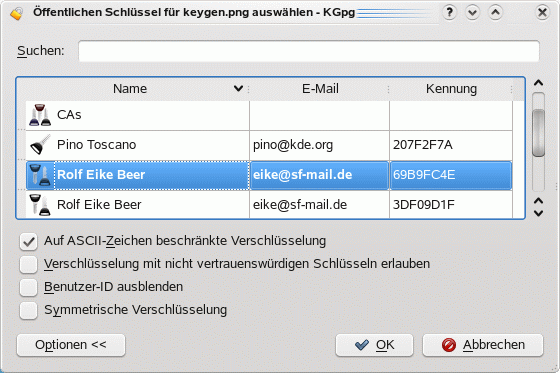 Öffentlichen Schlüssel für keygen.png auswählen - KGpg
Suchen:
Name E-Mail Kennung
CAs
Pino Toscano pino@kde.org 207F2F7A
Rolf Eike Beer eike@sf-mail.de 69B9FC4E
Rolf Eike Beer eike@sf-mail.de 3DF09D1F
Auf ASCII-Zeichen beschränkte Verschlüsselung
Verschlüsselung mit nicht vertrauenswürdigen Schlüsseln erlauben
Benutzer-ID ausblenden
Symmetrische Verschlüsselung
Optionen << OK Abbrechen